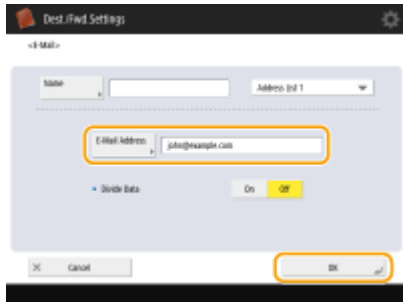 Dest./Fwd.Settings
<E-Mail>
Name
Address List 1
E-Mail Address
john@example.com
Divide Data
On
Off
Cancel
OK